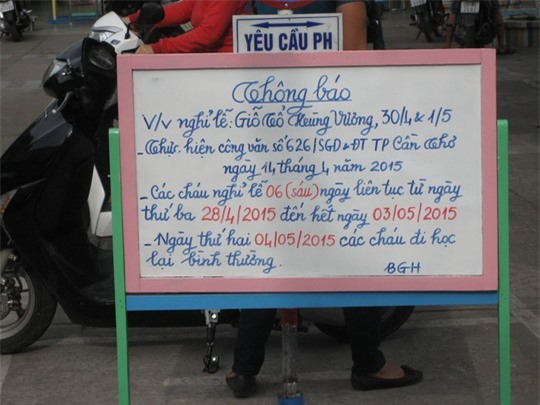 YÊU CẦU PH
Thông báo
V/v nghỉ lễ: Giỗ Tổ Hùng Vương, 30/4 & 1/5
- Thực hiện công văn số 626/SGD & ĐT TP Cần Thơ
ngày 14 tháng 4 năm 2015
- Các cháu nghỉ lễ 06 (sáu) ngày liên tục từ ngày
thứ ba 28/4/2015 đến hết ngày 03/05/2015
- Ngày thứ hai 04/05/2015 các cháu đi học
lại bình thường.
BGH